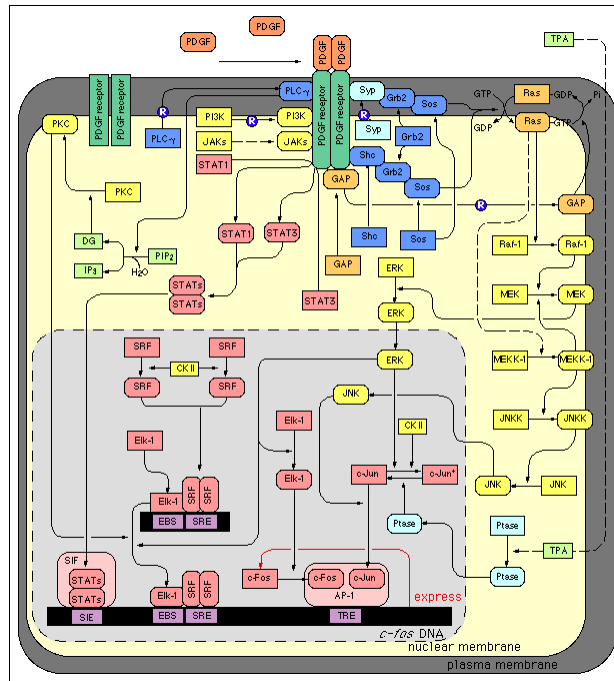 PDGF
PDGF
PDGF
PDGF
TPA
PDGF receptor
PDGF receptor
PDGF receptor
PDGF receptor
PLC-γ
Syp
Grb2
Sos
GTP
GDP
Ras
GDP
Pi
Ras
GTP
PKC
PLC-γ
R
PI3K
R
PI3K
R
Syp
Grb2
JAKs
JAKs
STAT1
Shc
Grb2
Sos
GAP
R
GAP
PKC
STAT1
STAT3
Shc
Sos
Raf-1
Raf-1
DG
IP3
PIP2
H2O
GAP
ERK
STATs
STATs
STAT3
MEK
MEK
ERK
SRF
SRF
CK II
SRF
SRF
ERK
MEKK-1
MEKK-1
JNK
Elk-1
Elk-1
CK II
JNKK
JNKK
Elk-1
c-Jun
c-Jun*
JNK
JNK
Elk-1
SRF
SRF
EBS
SRE
Ptase
Ptase
TPA
SIF
STATs
STATs
Elk-1
SRF
SRF
c-Fos
c-Fos
c-Jun
AP-1
Ptase
express
SIE
EBS
SRE
TRE
c-fos DNA
nuclear membrane
plasma membrane